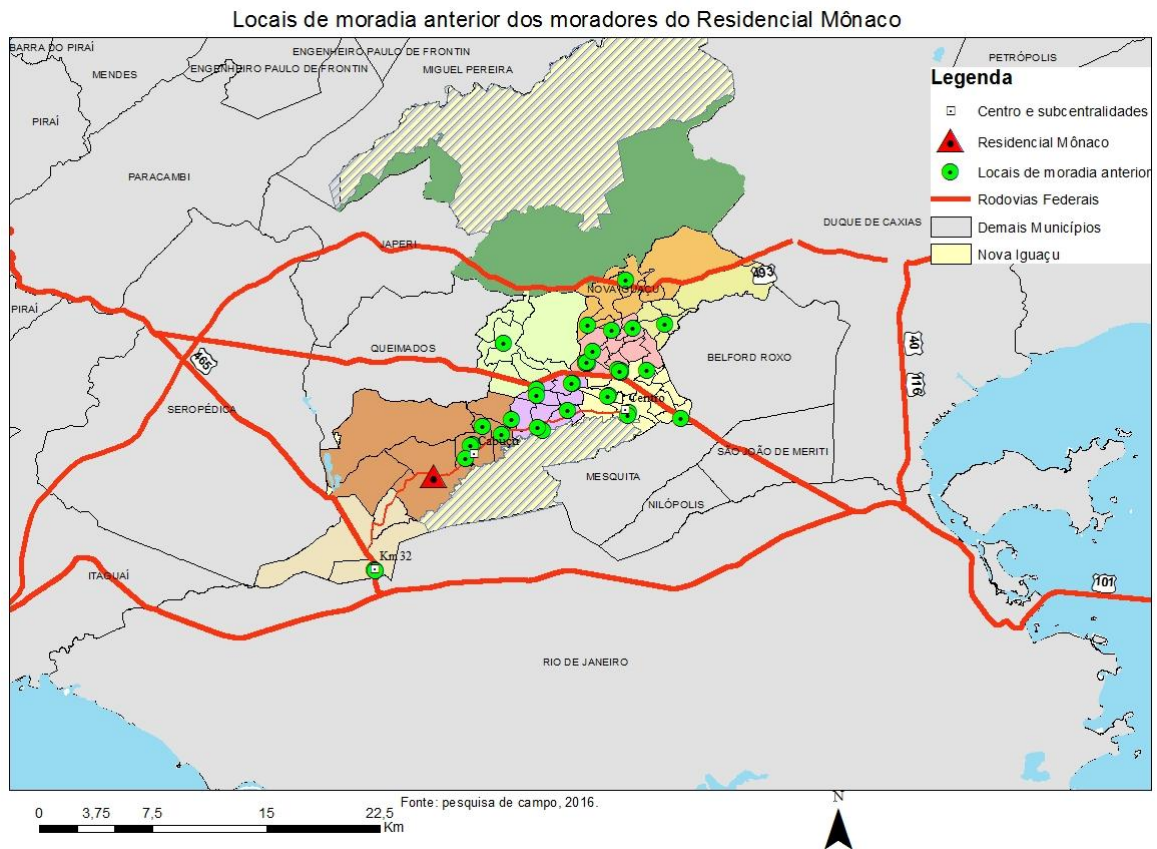 Locais de moradia anterior dos moradores do Residencial Mônaco
BARRA DO PIRAÍ
ENGENHEIRO PAULO DE FRONTIN
MENDES
ENGENHEIRO PAULO DE FRONTIN
MIGUEL PEREIRA
PETRÓPOLIS
Legenda
Centro e subcentralidades
Residencial Mônaco
Locais de moradia anterior
Rodovias Federais
Demais Municípios
Nova Iguaçu
PIRAÍ
PARACAMBI
DUQUE DE CAXIAS
JAPERI
493
NOVA IGUAÇU
PIRAÍ
QUEIMADOS
BELFORD ROXO
40
116
465
SEROPÉDICA
Centro
Cabuçu
SÃO JOÃO DE MERITI
MESQUITA
NILÓPOLIS
Km 32
ITAGUAÍ
101
RIO DE JANEIRO
Fonte: pesquisa de campo, 2016.
N
0 3,75 7,5 15 22,5
Km